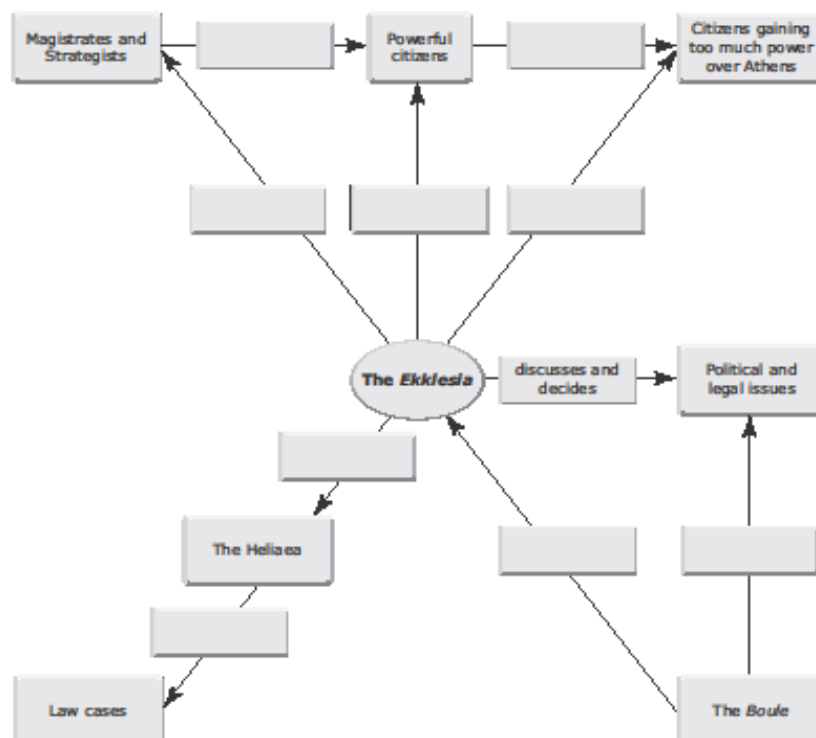 Magistrates and
Strategists
Powerful
citizens
Citizens gaining
too much power
over Athens
The Ekklesia
discusses and
decides
Political and
legal issues
The Heliaea
Law cases
The Boule